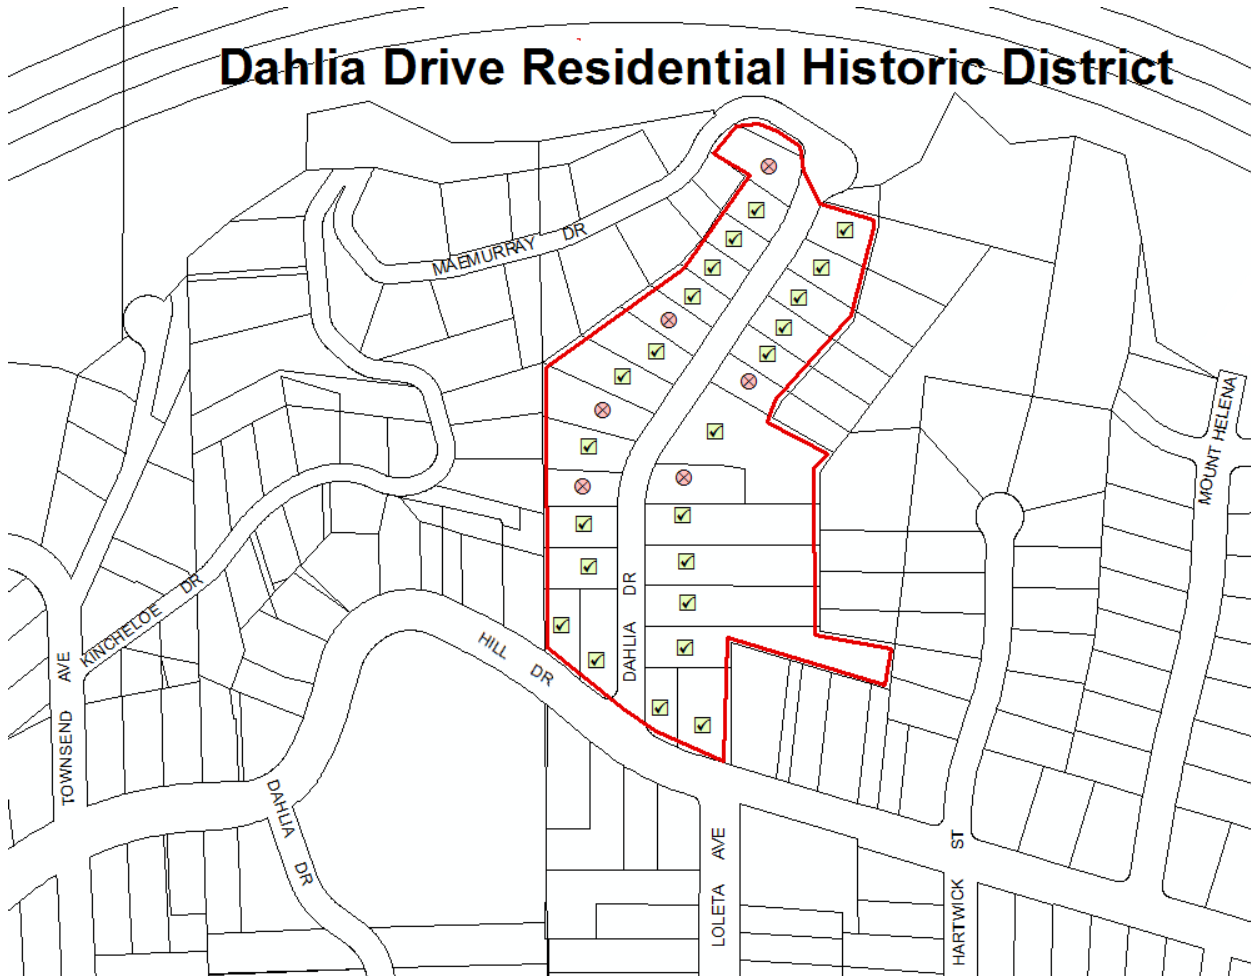 Dahlia Drive Residential Historic District
MAEMURRAY DR
MOUNT HELENA
KINCHELOE DR
HILL DR
DAHLIA DR
TOWNSEND AVE
DAHLIA DR
LOLETA AVE
HARTWICK ST